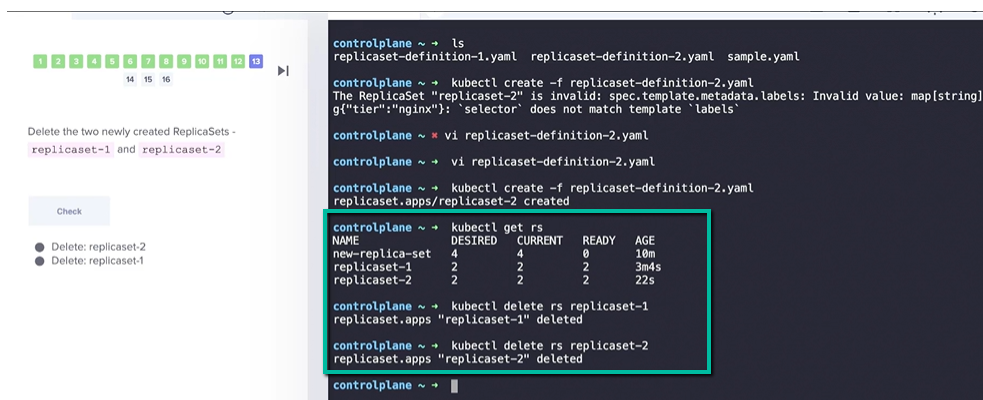 1 2 3 4 5 6 7 8 9 10 11 12 13
14 15 16
Delete the two newly created ReplicaSets -
replicaset-1 and replicaset-2
Check
Delete: replicaset-2
Delete: replicaset-1
controlplane ~ ➜ ls
replicaset-definition-1.yaml replicaset-definition-2.yaml sample.yaml
controlplane ~ ➜ kubectl create -f replicaset-definition-2.yaml
The ReplicaSet "replicaset-2" is invalid: spec.template.metadata.labels: Invalid value: map[string]
g{"tier":"nginx"}: `selector` does not match template `labels`
controlplane ~ ✖ vi replicaset-definition-2.yaml
controlplane ~ ➜ vi replicaset-definition-2.yaml
controlplane ~ ➜ kubectl create -f replicaset-definition-2.yaml
replicaset.apps/replicaset-2 created
controlplane ~ ➜ kubectl get rs
NAME DESIRED CURRENT READY AGE
new-replica-set 4 4 0 10m
replicaset-1 2 2 2 3m4s
replicaset-2 2 2 2 22s
controlplane ~ ➜ kubectl delete rs replicaset-1
replicaset.apps "replicaset-1" deleted
controlplane ~ ➜ kubectl delete rs replicaset-2
replicaset.apps "replicaset-2" deleted
controlplane ~ ➜